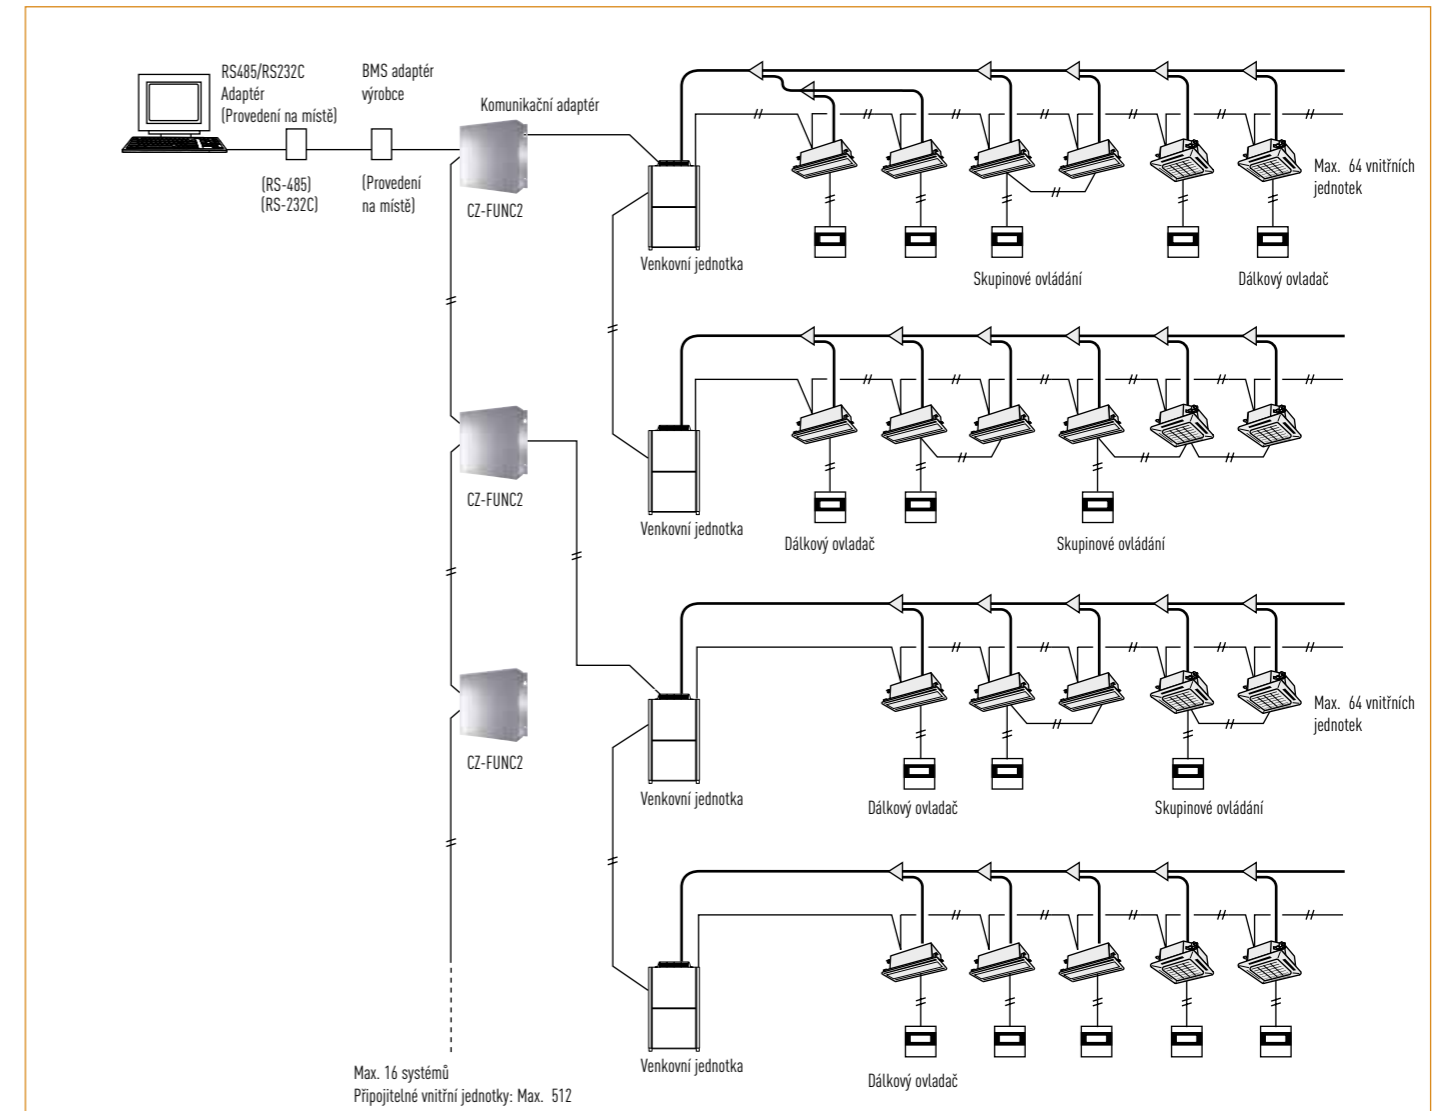 RS485/RS232C
Adaptér
(Provedení na místě)
BMS adaptér
výrobce
Komunikační adaptér
(RS-485)
(RS-232C)
(Provedení
na místě)
CZ-FUNC2
Venkovní jednotka
Skupinové ovládání
Dálkový ovladač
Max. 64 vnitřních
jednotek
CZ-FUNC2
Venkovní jednotka
Dálkový ovladač
Skupinové ovládání
CZ-FUNC2
Venkovní jednotka
Dálkový ovladač
Skupinové ovládání
Max. 64 vnitřních
jednotek
Venkovní jednotka
Dálkový ovladač
Max. 16 systémů
Připojitelné vnitřní jednotky: Max. 512